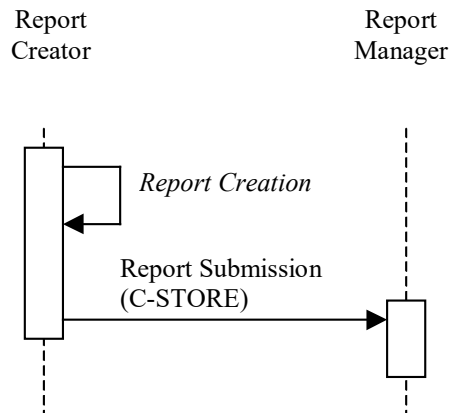 Report
Creator
Report
Manager
Report Creation
Report Submission
(C-STORE)